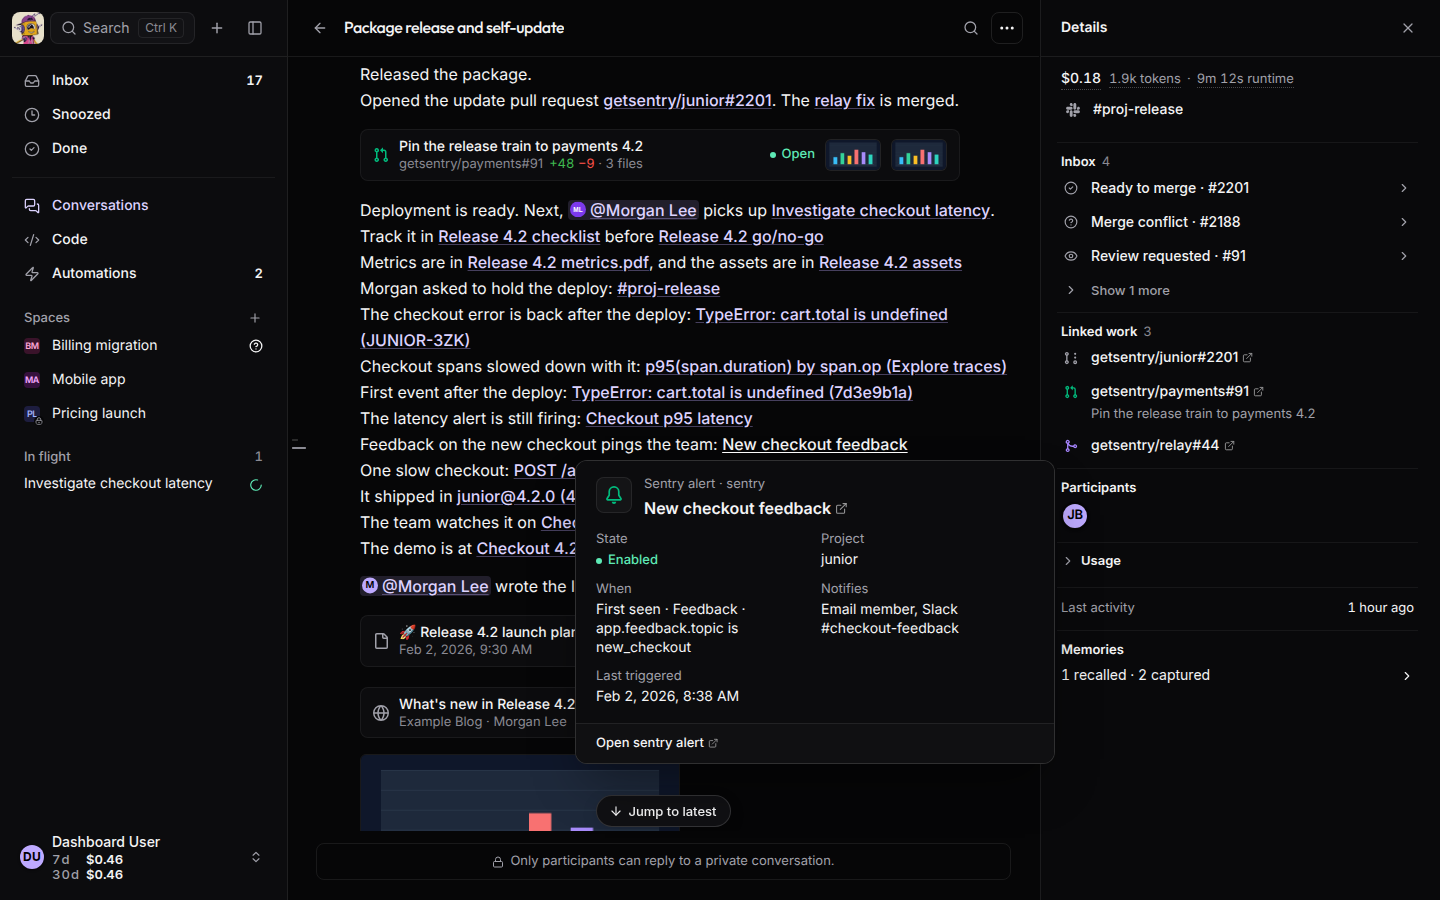 Search Ctrl K
Inbox 17
Snoozed
Done
Conversations
Code
Automations 2
Spaces
BM Billing migration
MA Mobile app
PL Pricing launch
In flight 1
Investigate checkout latency
DU Dashboard User
7d $0.46
30d $0.46
Package release and self-update
Released the package.
Opened the update pull request getsentry/junior#2201. The relay fix is merged.
Pin the release train to payments 4.2
getsentry/payments#91 +48 −9 · 3 files
Open
Deployment is ready. Next, ML @Morgan Lee picks up Investigate checkout latency.
Track it in Release 4.2 checklist before Release 4.2 go/no-go
Metrics are in Release 4.2 metrics.pdf, and the assets are in Release 4.2 assets
Morgan asked to hold the deploy: #proj-release
The checkout error is back after the deploy: TypeError: cart.total is undefined
(JUNIOR-3ZK)
Checkout spans slowed down with it: p95(span.duration) by span.op (Explore traces)
First event after the deploy: TypeError: cart.total is undefined (7d3e9b1a)
The latency alert is still firing: Checkout p95 latency
Feedback on the new checkout pings the team: New checkout feedback
One slow checkout: POST /a
It shipped in junior@4.2.0 (4
The team watches it on Chec
The demo is at Checkout 4.2
M @Morgan Lee wrote the l
🚀 Release 4.2 launch plan
Feb 2, 2026, 9:30 AM
What's new in Release 4.2
Example Blog · Morgan Lee
Sentry alert · sentry
New checkout feedback
State
Enabled
Project
junior
When
First seen · Feedback ·
app.feedback.topic is
new_checkout
Notifies
Email member, Slack
#checkout-feedback
Last triggered
Feb 2, 2026, 8:38 AM
Open sentry alert
Jump to latest
Only participants can reply to a private conversation.
Details
$0.18 1.9k tokens · 9m 12s runtime
#proj-release
Inbox 4
Ready to merge · #2201
Merge conflict · #2188
Review requested · #91
Show 1 more
Linked work 3
getsentry/junior#2201
getsentry/payments#91
Pin the release train to payments 4.2
getsentry/relay#44
Participants
JB
Usage
Last activity 1 hour ago
Memories
1 recalled · 2 captured